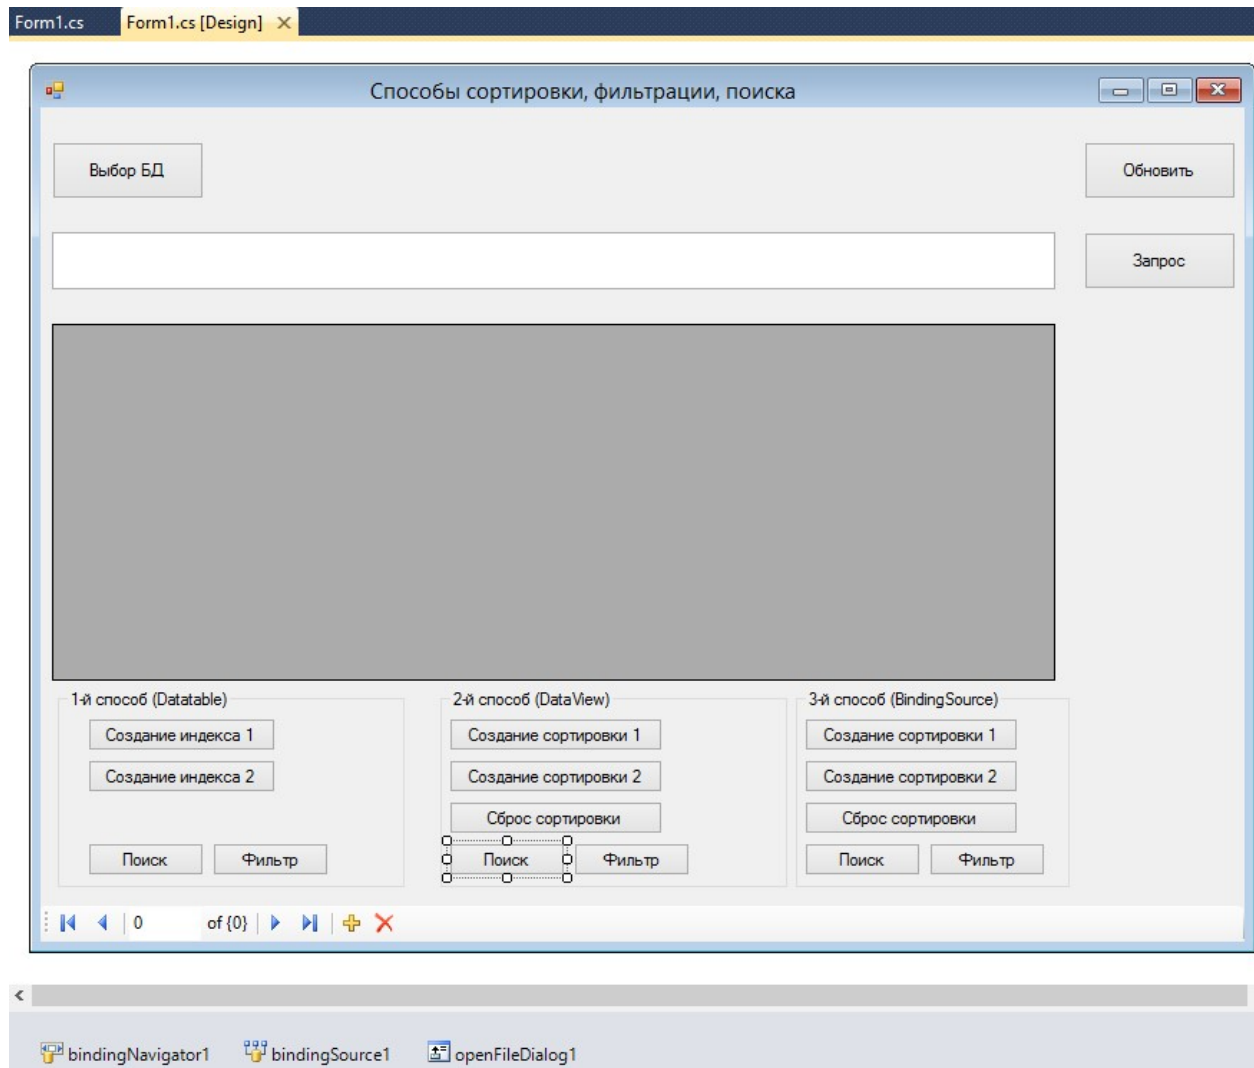 Form1.cs Form1.cs [Design]
Способы сортировки, фильтрации, поиска
Выбор БД Обновить
Запрос
1-й способ (Datatable) 2-й способ (DataView) 3-й способ (BindingSource)
Создание индекса 1 Создание сортировки 1 Создание сортировки 1
Создание индекса 2 Создание сортировки 2 Создание сортировки 2
Сброс сортировки Сброс сортировки
Поиск Фильтр Поиск Фильтр Поиск Фильтр
0 of {0}
bindingNavigator1 bindingSource1 openFileDialog1